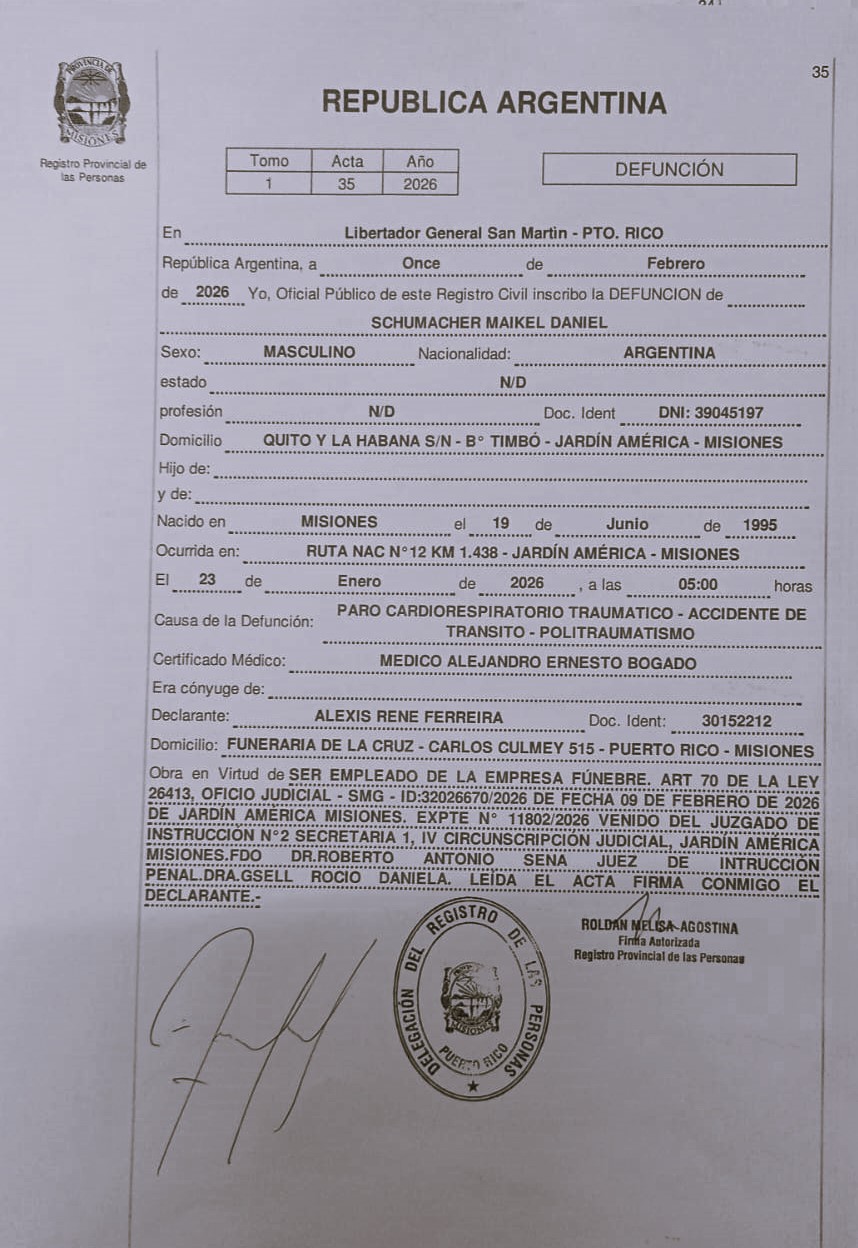 35
PROVINCIA DE
MISIONES
Registro Provincial de
las Personas
REPUBLICA ARGENTINA
Tomo Acta Año
1 35 2026
DEFUNCIÓN
En Libertador General San Martin - PTO. RICO
República Argentina, a Once de Febrero
de 2026 Yo, Oficial Público de este Registro Civil inscribo la DEFUNCION de
SCHUMACHER MAIKEL DANIEL
Sexo: MASCULINO Nacionalidad: ARGENTINA
estado N/D
profesión N/D Doc. Ident DNI: 39045197
Domicilio QUITO Y LA HABANA S/N - B° TIMBÓ - JARDÍN AMÉRICA - MISIONES
Hijo de:
y de:
Nacido en MISIONES el 19 de Junio de 1995
Ocurrida en: RUTA NAC N°12 KM 1.438 - JARDÍN AMÉRICA - MISIONES
El 23 de Enero de 2026 , a las 05:00 horas
Causa de la Defunción: PARO CARDIORESPIRATORIO TRAUMATICO - ACCIDENTE DE
TRANSITO - POLITRAUMATISMO
Certificado Médico: MEDICO ALEJANDRO ERNESTO BOGADO
Era cónyuge de:
Declarante: ALEXIS RENE FERREIRA Doc. Ident: 30152212
Domicilio: FUNERARIA DE LA CRUZ - CARLOS CULMEY 515 - PUERTO RICO - MISIONES
Obra en Virtud de SER EMPLEADO DE LA EMPRESA FÚNEBRE. ART 70 DE LA LEY
26413, OFICIO JUDICIAL - SMG - ID:32026670/2026 DE FECHA 09 DE FEBRERO DE 2026
DE JARDÍN AMÉRICA MISIONES. EXPTE N° 11802/2026 VENIDO DEL JUZGADO DE
INSTRUCCIÓN N°2 SECRETARIA 1, IV CIRCUNSCRIPCIÓN JUDICIAL, JARDÍN AMÉRICA
MISIONES.FDO DR.ROBERTO ANTONIO SENA JUEZ DE INTRUCCIÓN
PENAL.DRA.GSELL ROCIO DANIELA. LEÍDA EL ACTA FIRMA CONMIGO EL
DECLARANTE.-
ROLDAN MELISA AGOSTINA
Firma Autorizada
Registro Provincial de las Personas
DELEGACIÓN DEL REGISTRO DE LAS PERSONAS
MISIONES
PUERTO RICO